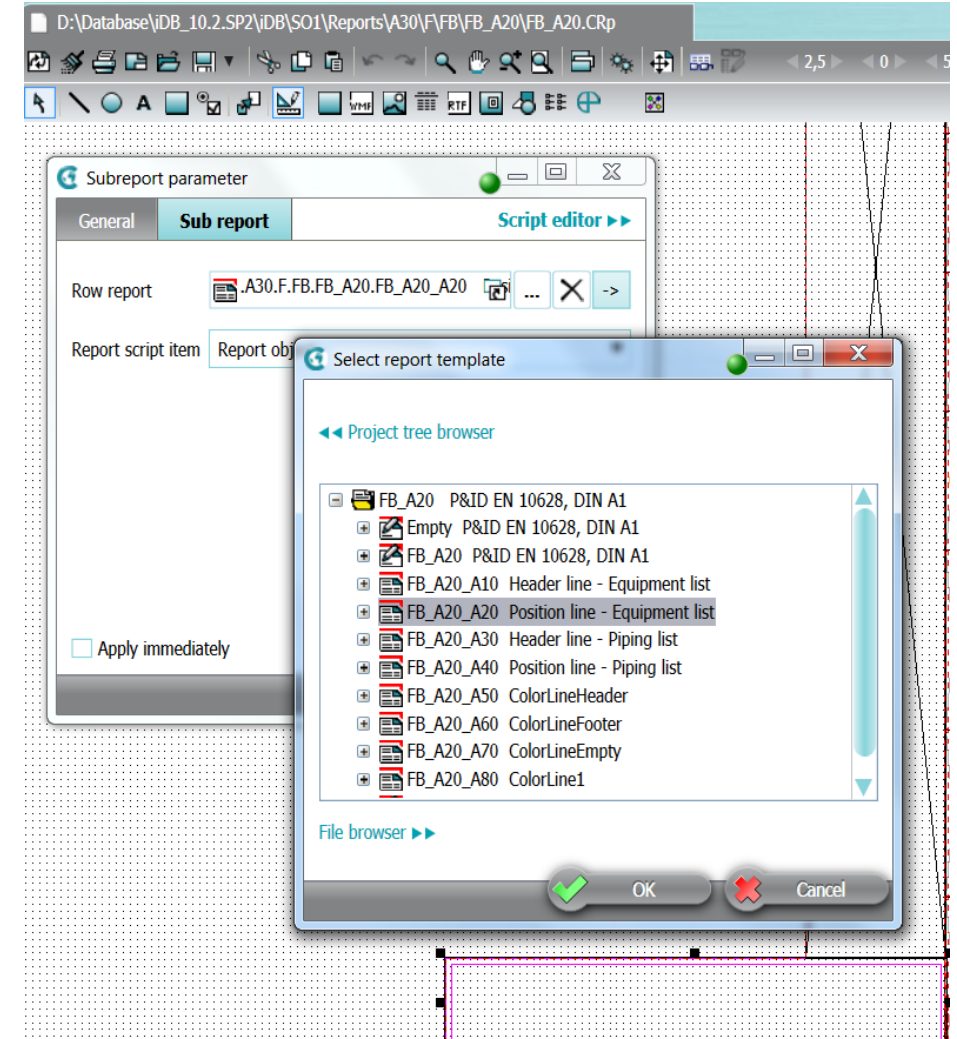 D:\Database\iDB_10.2.SP2\iDB\SO1\Reports\A30\F\FB\FB_A20\FB_A20.CRp
2,5 0 5
A WMF RTF
Subreport parameter
General Sub report Script editor
Row report .A30.F.FB.FB_A20.FB_A20_A20 ... ->
Report script item Report obj
Select report template
Project tree browser
FB_A20 P&ID EN 10628, DIN A1
Empty P&ID EN 10628, DIN A1
FB_A20 P&ID EN 10628, DIN A1
FB_A20_A10 Header line - Equipment list
FB_A20_A20 Position line - Equipment list
FB_A20_A30 Header line - Piping list
FB_A20_A40 Position line - Piping list
FB_A20_A50 ColorLineHeader
FB_A20_A60 ColorLineFooter
FB_A20_A70 ColorLineEmpty
FB_A20_A80 ColorLine1
Apply immediately
File browser
OK Cancel